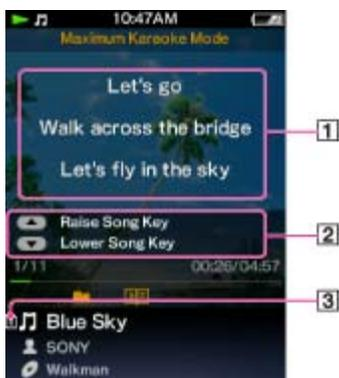 10:47AM
Maximum Karaoke Mode
Let's go
Walk across the bridge
Let's fly in the sky
1
Raise Song Key
Lower Song Key
2
1/11 00:26/04:57
3
Blue Sky
SONY
Walkman